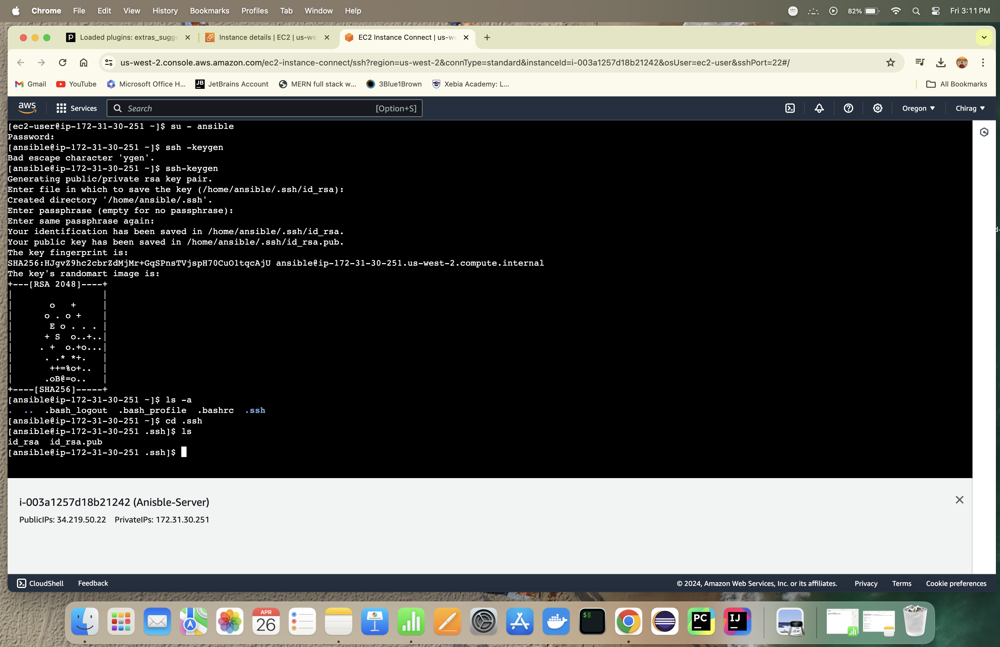 Chrome File Edit View History Bookmarks Profiles Tab Window Help 82% Fri 3:11 PM
Loaded plugins: extras_sugge Instance details | EC2 | us-we EC2 Instance Connect | us-we
us-west-2.console.aws.amazon.com/ec2-instance-connect/ssh?region=us-west-2&connType=standard&instanceId=i-003a1257d18b21242&osUser=ec2-user&sshPort=22#/
Gmail YouTube Microsoft Office H... JetBrains Account MERN full stack w... 3Blue1Brown Xebia Academy: L... All Bookmarks
aws Services Search [Option+S] Oregon Chirag
[ec2-user@ip-172-31-30-251 ~]$ su - ansible
Password:
[ansible@ip-172-31-30-251 ~]$ ssh -keygen
Bad escape character 'ygen'.
[ansible@ip-172-31-30-251 ~]$ ssh-keygen
Generating public/private rsa key pair.
Enter file in which to save the key (/home/ansible/.ssh/id_rsa):
Created directory '/home/ansible/.ssh'.
Enter passphrase (empty for no passphrase):
Enter same passphrase again:
Your identification has been saved in /home/ansible/.ssh/id_rsa.
Your public key has been saved in /home/ansible/.ssh/id_rsa.pub.
The key fingerprint is:
SHA256:HJgvZ9hc2cbrZdMjMr+GqSPnsTVjspH70CuO1tqcAjU ansible@ip-172-31-30-251.us-west-2.compute.internal
The key's randomart image is:
+---[RSA 2048]----+
|                 |
|       o   +     |
|      o . o +    |
|       E o . . . |
|      + S  o..+..|
|     . +  o.+o...|
|      . .* *+.   |
|       ++=%o+..  |
|      .oB@=o..   |
+----[SHA256]-----+
[ansible@ip-172-31-30-251 ~]$ ls -a
.  ..  .bash_logout  .bash_profile  .bashrc  .ssh
[ansible@ip-172-31-30-251 ~]$ cd .ssh
[ansible@ip-172-31-30-251 .ssh]$ ls
id_rsa  id_rsa.pub
[ansible@ip-172-31-30-251 .ssh]$
i-003a1257d18b21242 (Anisble-Server)
PublicIPs: 34.219.50.22 PrivateIPs: 172.31.30.251
CloudShell Feedback © 2024, Amazon Web Services, Inc. or its affiliates. Privacy Terms Cookie preferences
APR
26
$
PC
IJ